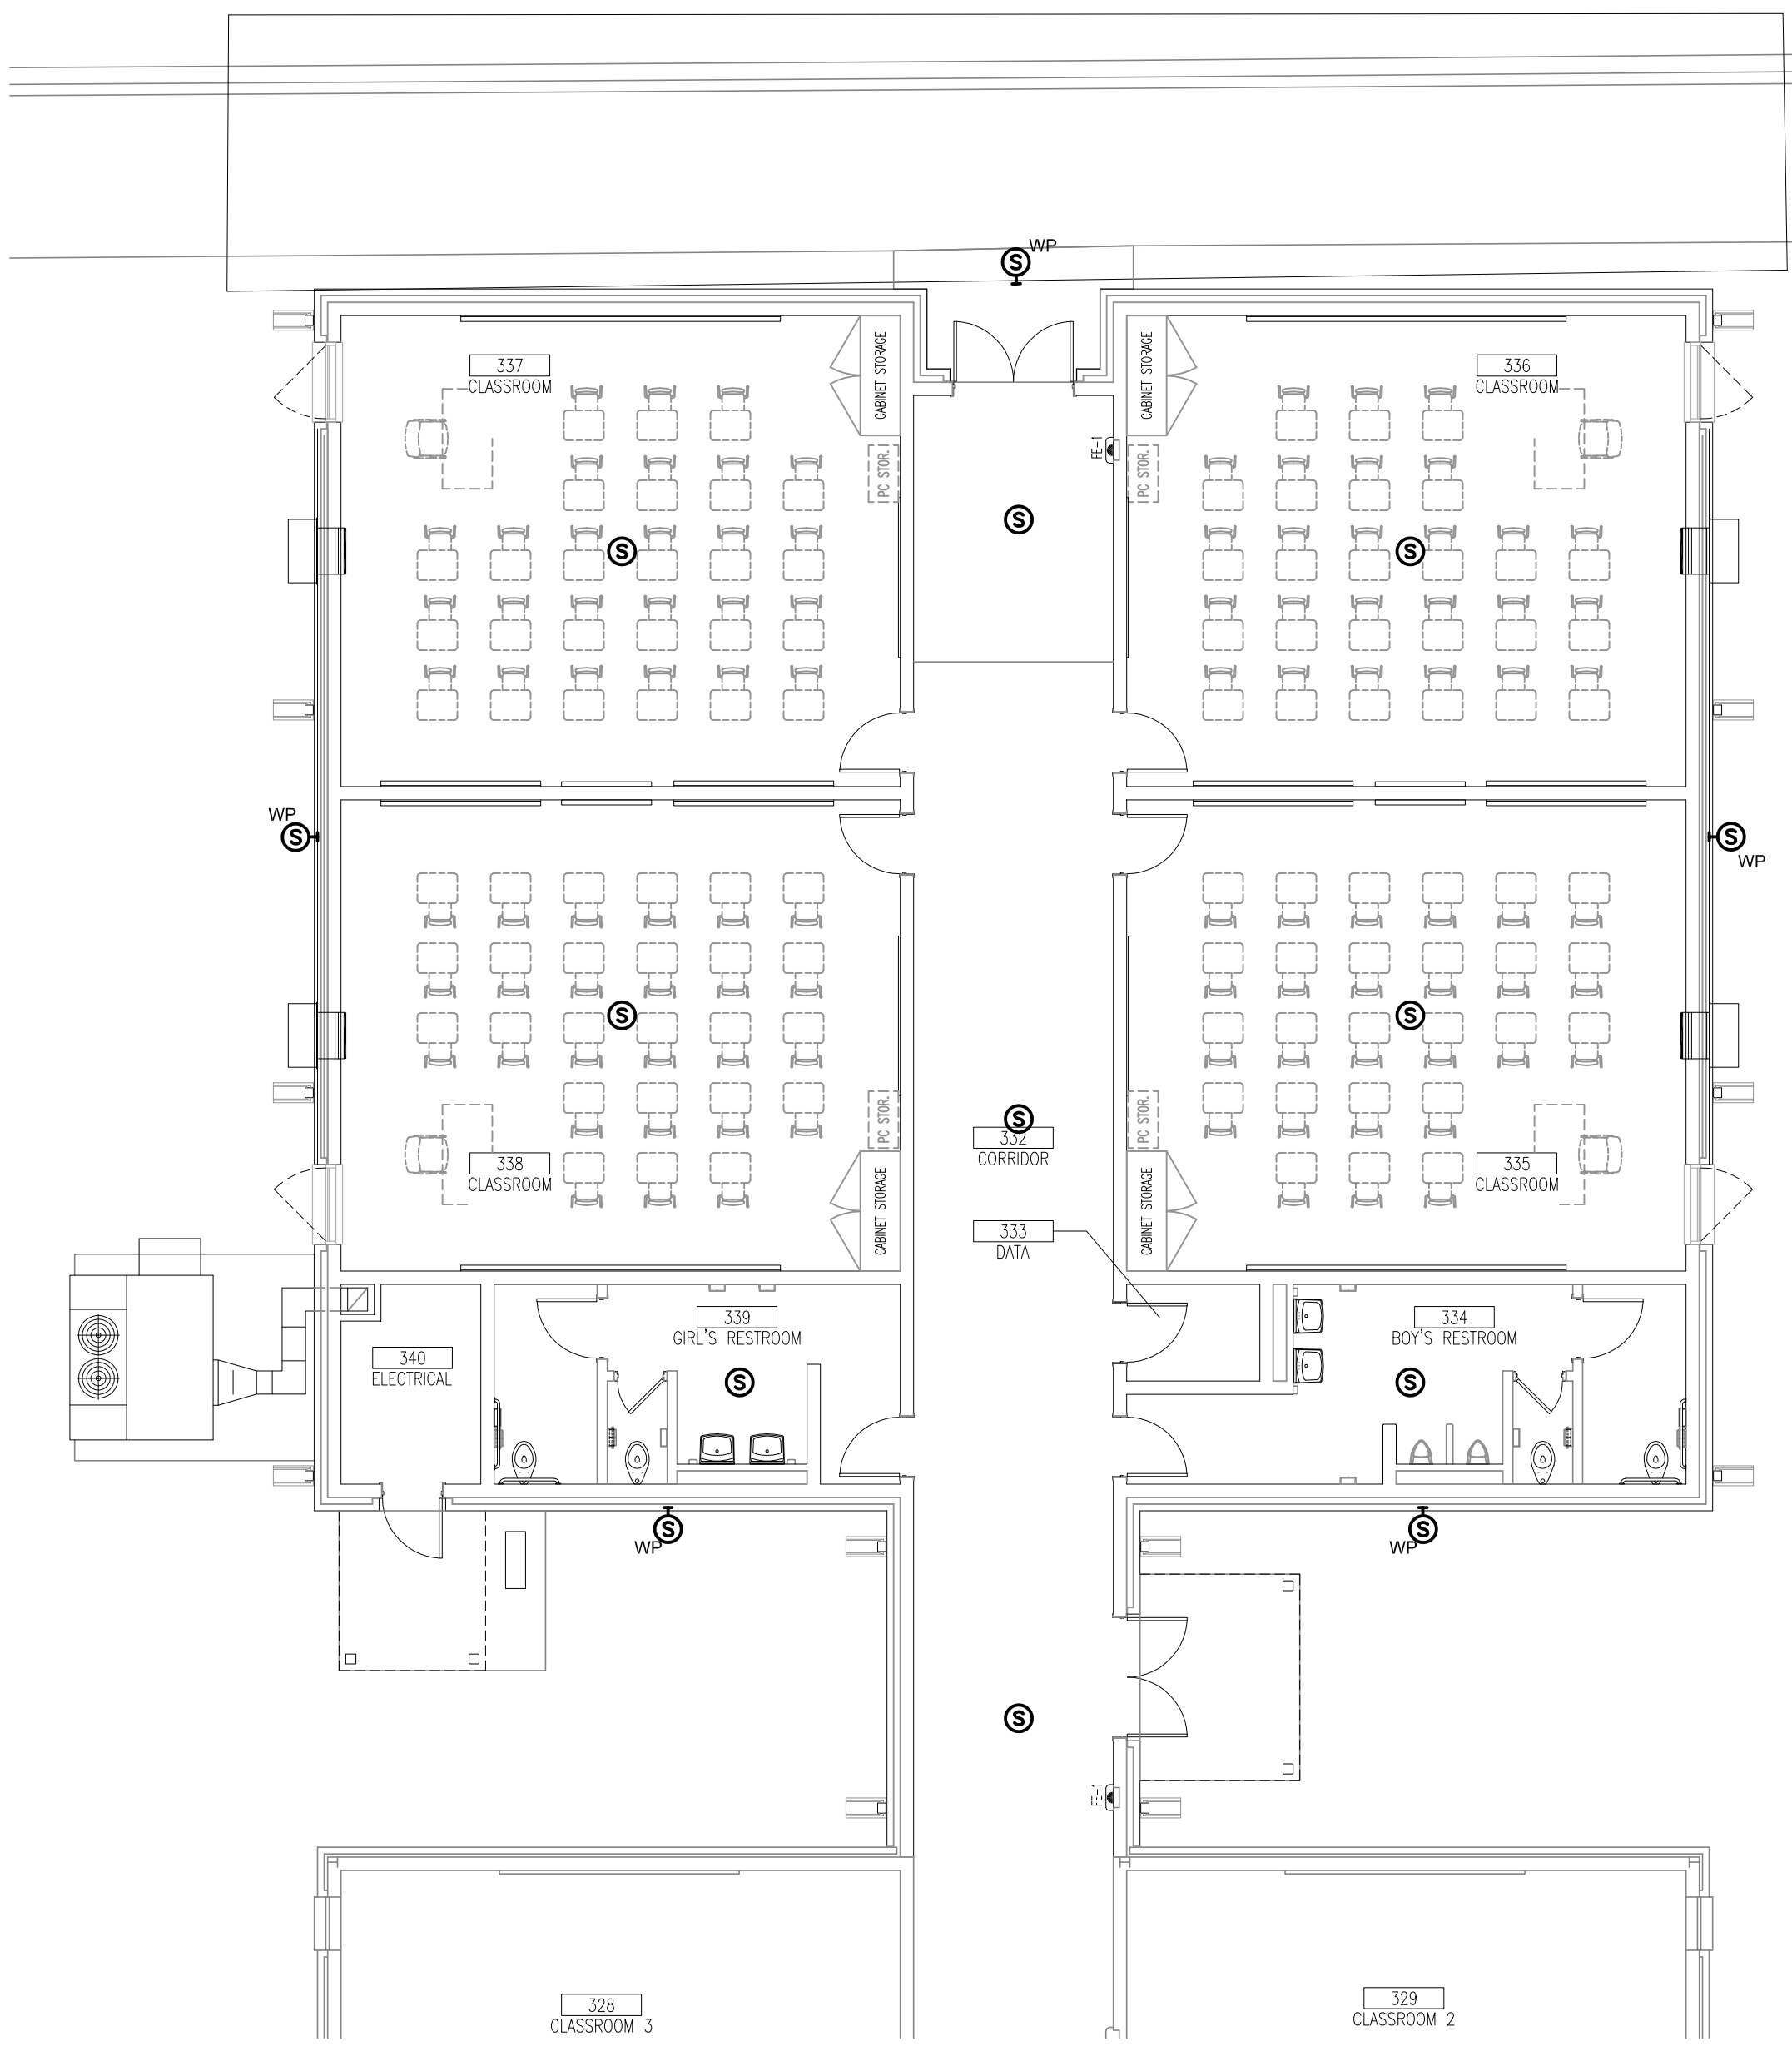 WP
S
337
CLASSROOM
CABINET STORAGE
CABINET STORAGE
336
CLASSROOM
FE-1
PC STOR.
PC STOR.
S
S
S
WP
S
S
WP
S
S
PC STOR.
S
PC STOR.
332
CORRIDOR
338
CLASSROOM
335
CLASSROOM
CABINET STORAGE
CABINET STORAGE
333
DATA
339
GIRL'S RESTROOM
334
BOY'S RESTROOM
340
ELECTRICAL
S
S
S
WP
S
WP
S
FE-1
328
CLASSROOM 3
329
CLASSROOM 2